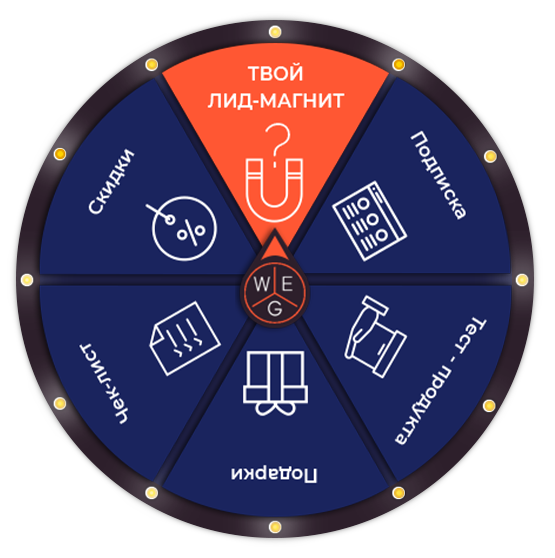 ТВОЙ
ЛИД-МАГНИТ
Подписка
Тест - продукта
Подарки
Чек-лист
Скидки
%
W E
G